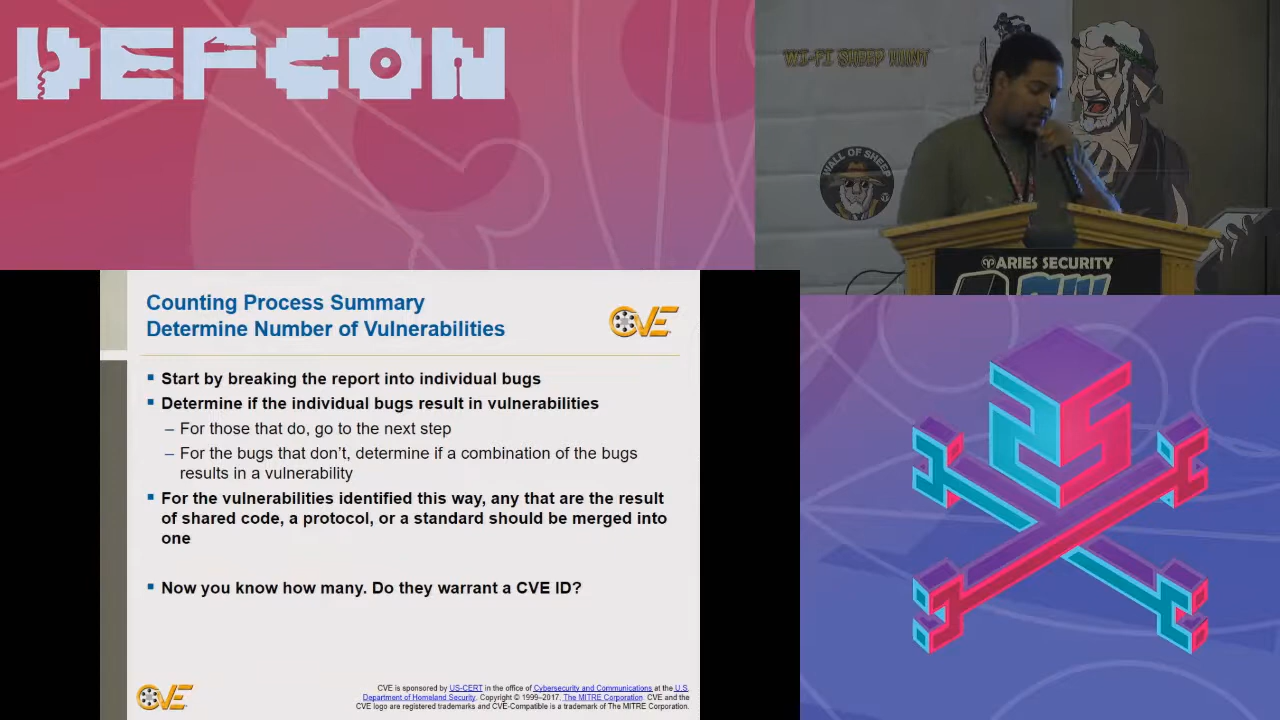 DEFCON
WI-FI SHEEP HUNT
WALL OF SHEEP
ARIES SECURITY
Counting Process Summary
Determine Number of Vulnerabilities
CVE
Start by breaking the report into individual bugs
Determine if the individual bugs result in vulnerabilities
– For those that do, go to the next step
– For the bugs that don't, determine if a combination of the bugs
results in a vulnerability
For the vulnerabilities identified this way, any that are the result
of shared code, a protocol, or a standard should be merged into
one
Now you know how many. Do they warrant a CVE ID?
CVE
CVE is sponsored by US-CERT in the office of Cybersecurity and Communications at the U.S.
Department of Homeland Security. Copyright © 1999–2017, The MITRE Corporation. CVE and the
CVE logo are registered trademarks and CVE-Compatible is a trademark of The MITRE Corporation.
25